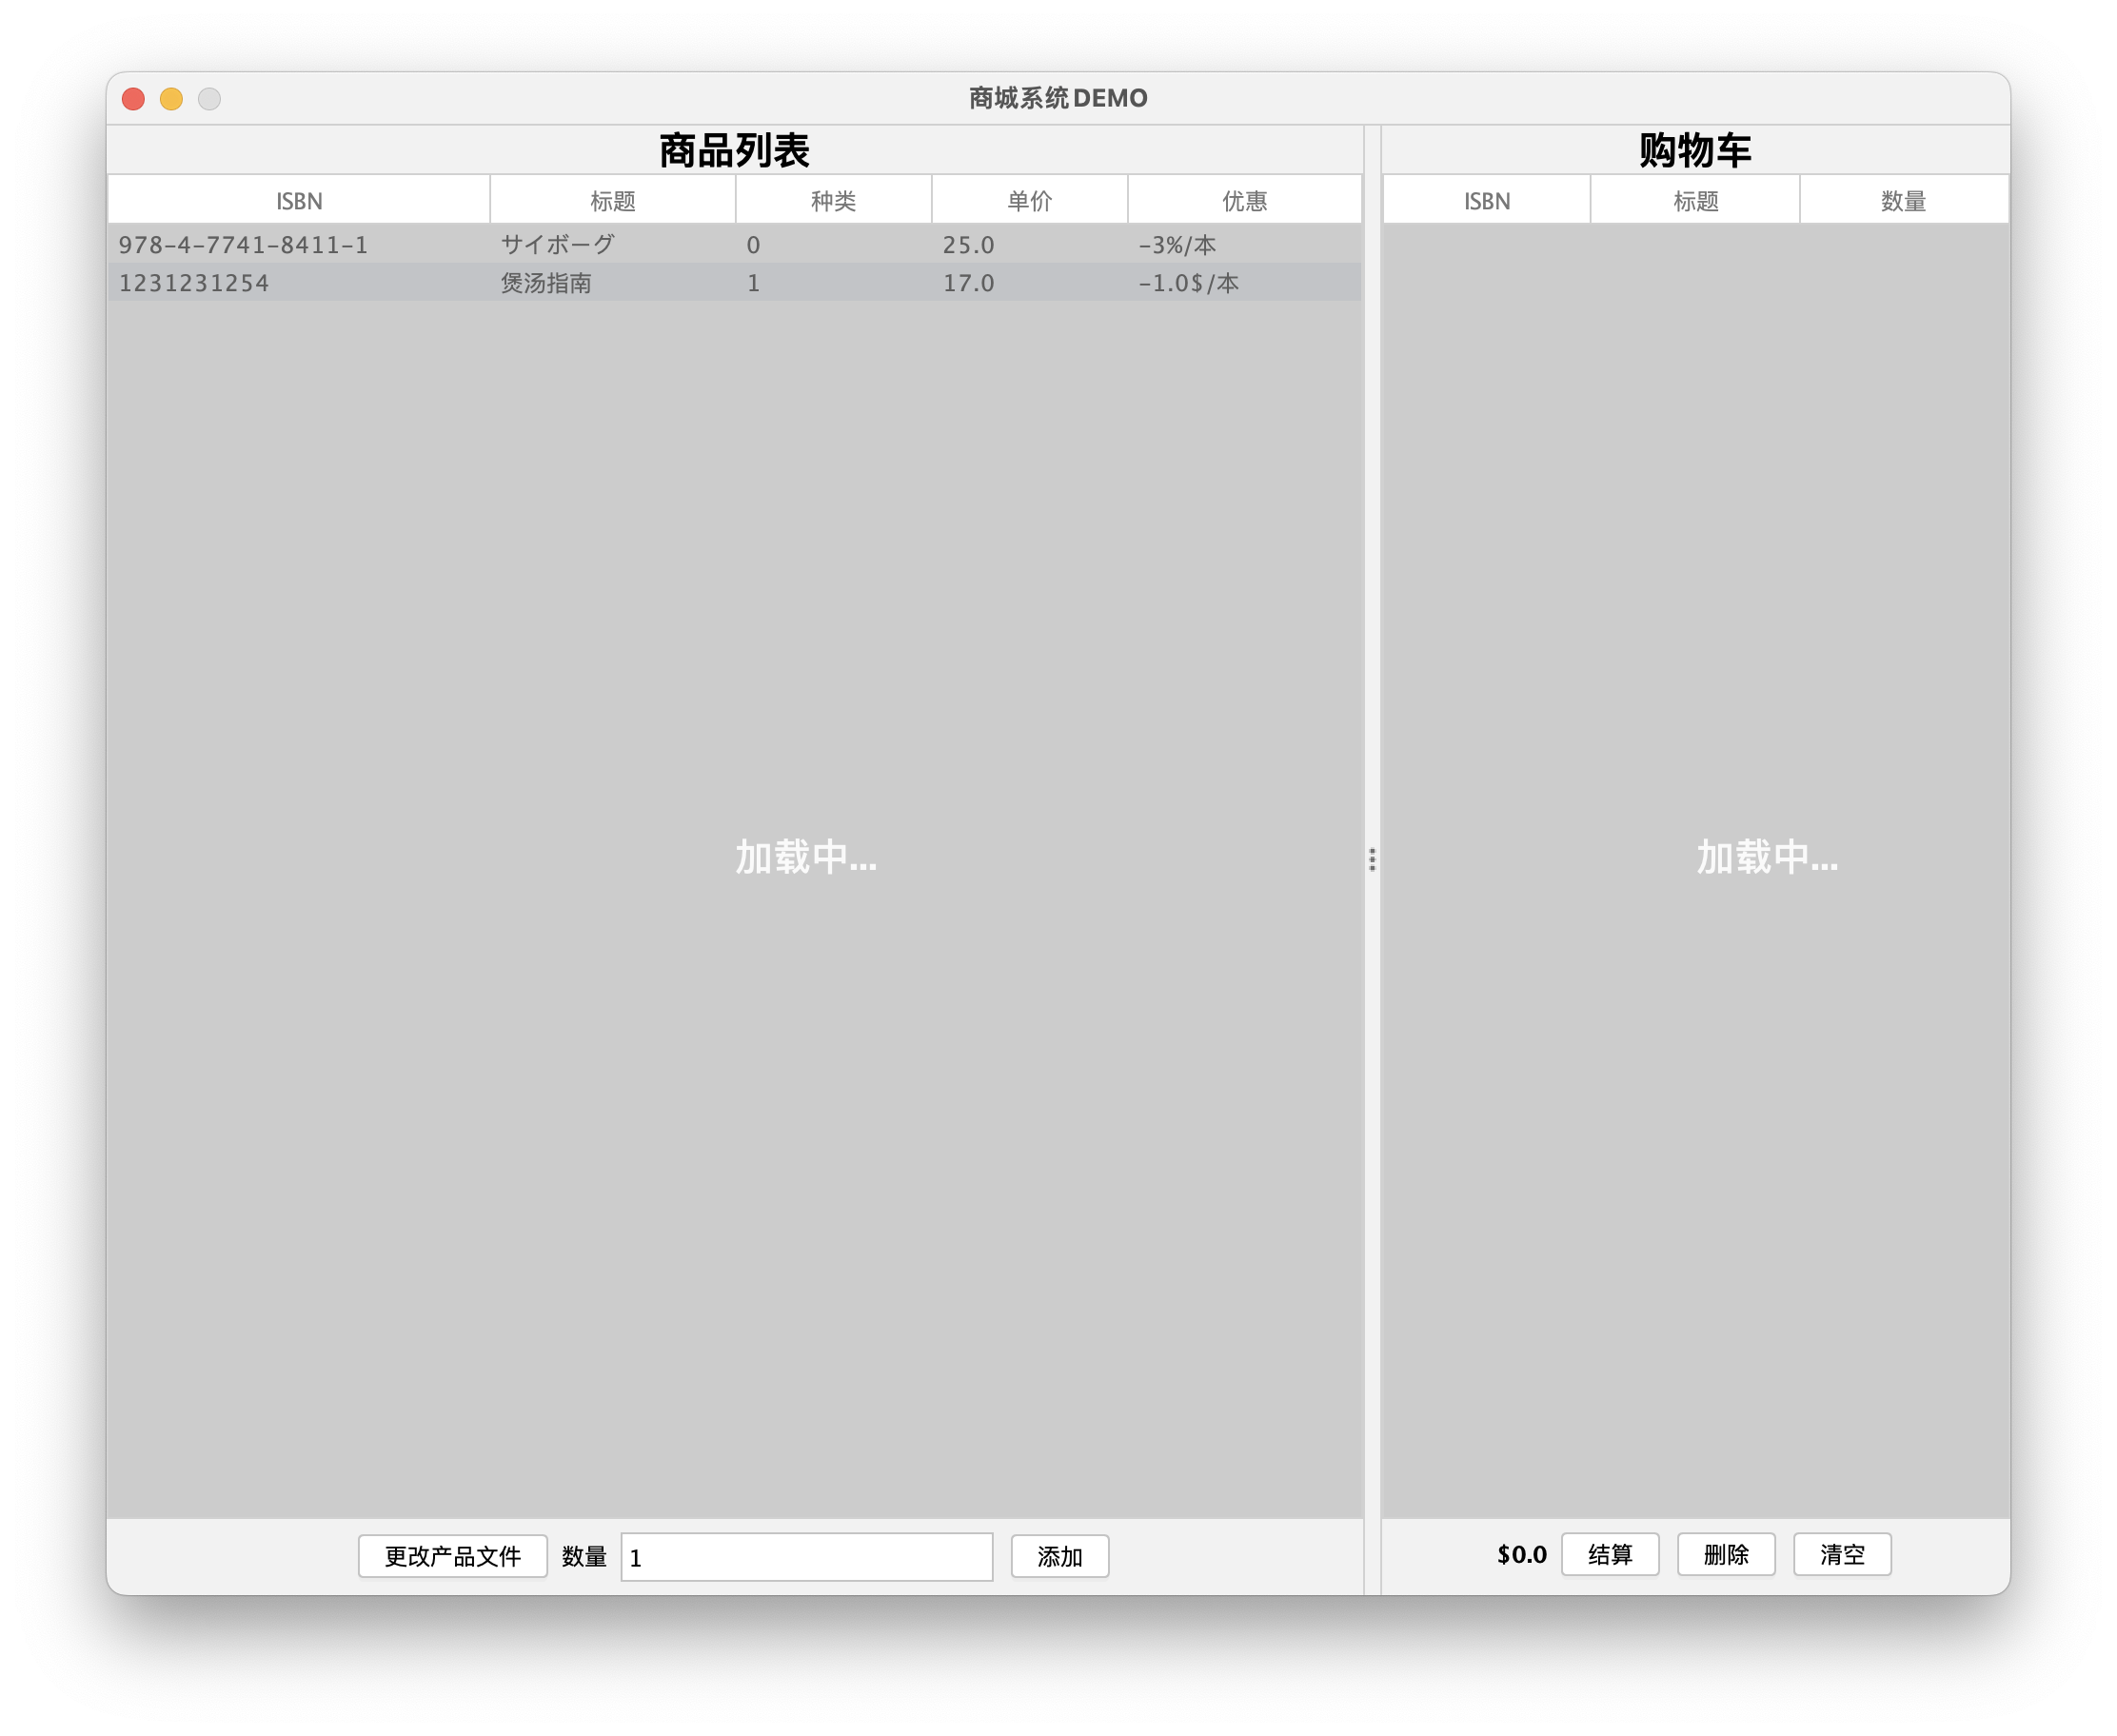 商城系统DEMO
商品列表
ISBN 标题 种类 单价 优惠
978-4-7741-8411-1 サイボーグ 0 25.0 -3%/本
1231231254 煲汤指南 1 17.0 -1.0$/本
加载中...
更改产品文件 数量 1 添加
购物车
ISBN 标题 数量
加载中...
$0.0 结算 删除 清空